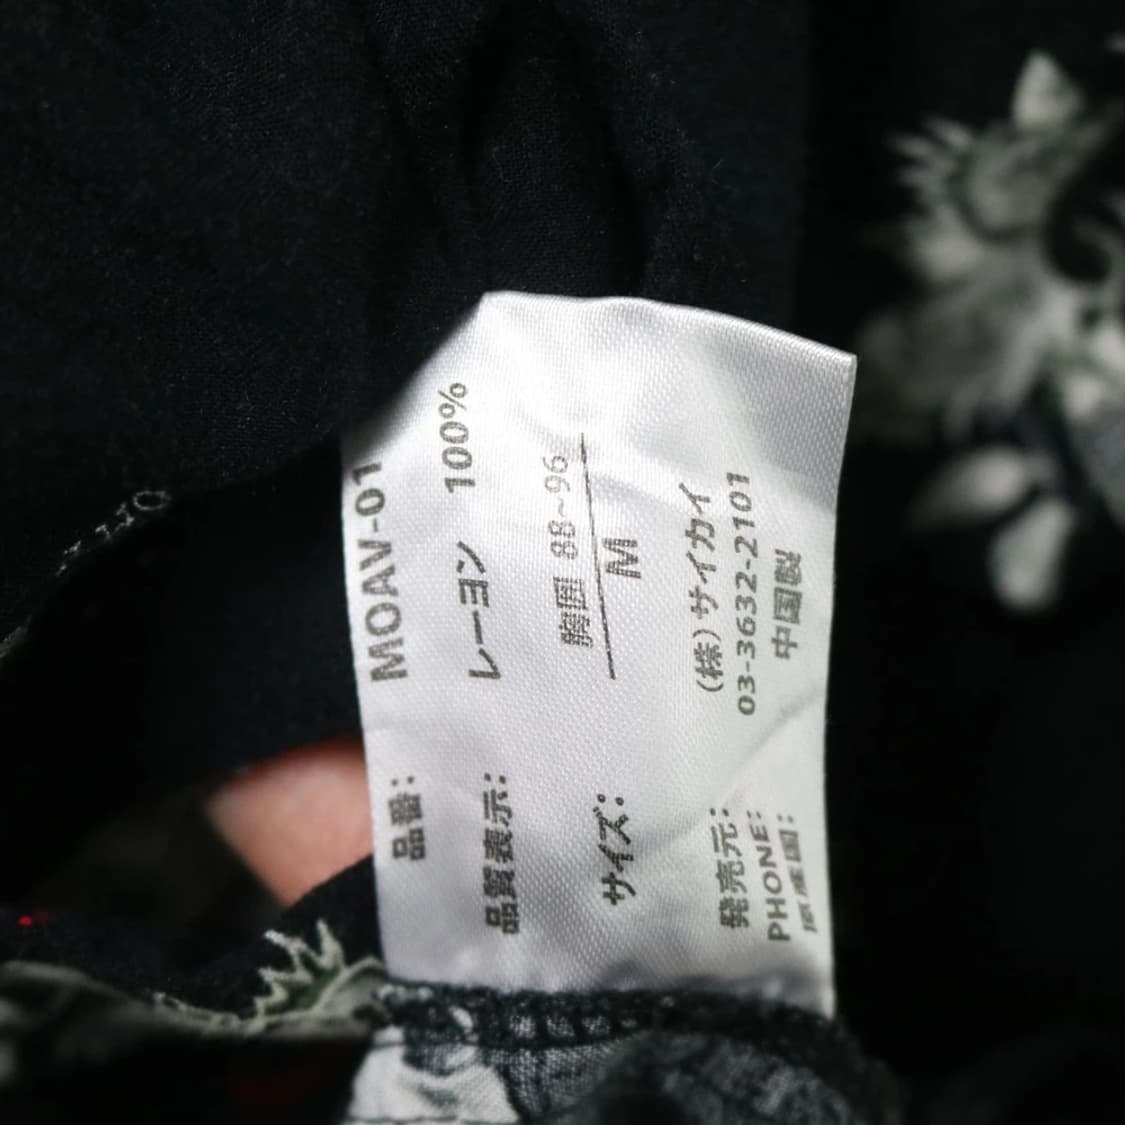 品番: MOAV-01
品質表示: レーヨン 100%
サイズ: 胸囲 88~96
M
発売元: (株)サイカイ
PHONE: 03-3632-2101
原産国: 中国製